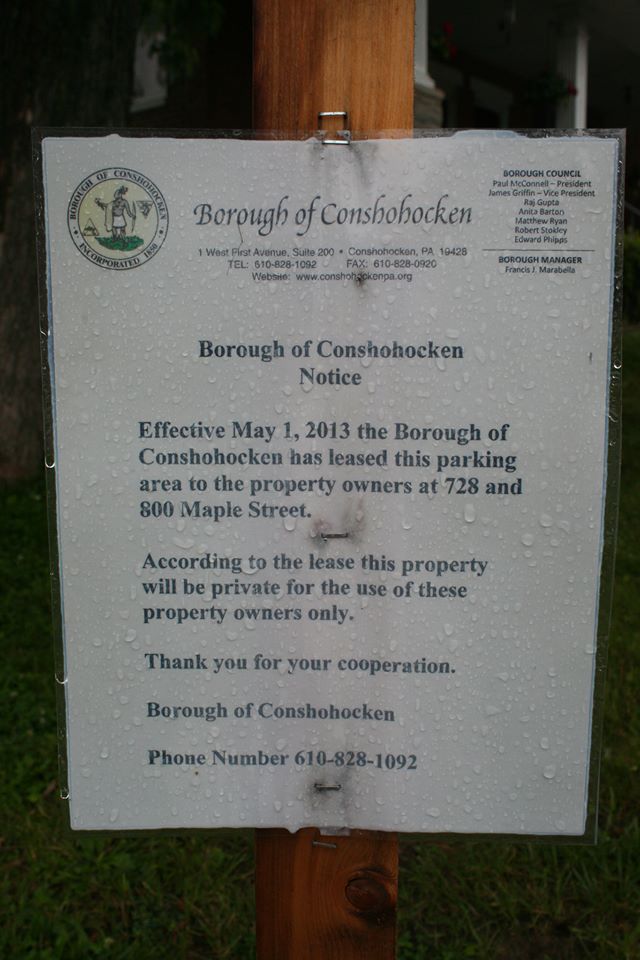 BOROUGH OF CONSHOHOCKEN
INCORPORATED 1850
Borough of Conshohocken
1 West First Avenue, Suite 200 • Conshohocken, PA 19428
TEL: 610-828-1092 FAX: 610-828-0920
Website: www.conshohockenpa.org
BOROUGH COUNCIL
Paul McConnell – President
James Griffin – Vice President
Raj Gupta
Anita Barton
Matthew Ryan
Robert Stokley
Edward Phipps
BOROUGH MANAGER
Francis J. Marabella
Borough of Conshohocken
Notice
Effective May 1, 2013 the Borough of
Conshohocken has leased this parking
area to the property owners at 728 and
800 Maple Street.
According to the lease this property
will be private for the use of these
property owners only.
Thank you for your cooperation.
Borough of Conshohocken
Phone Number 610-828-1092